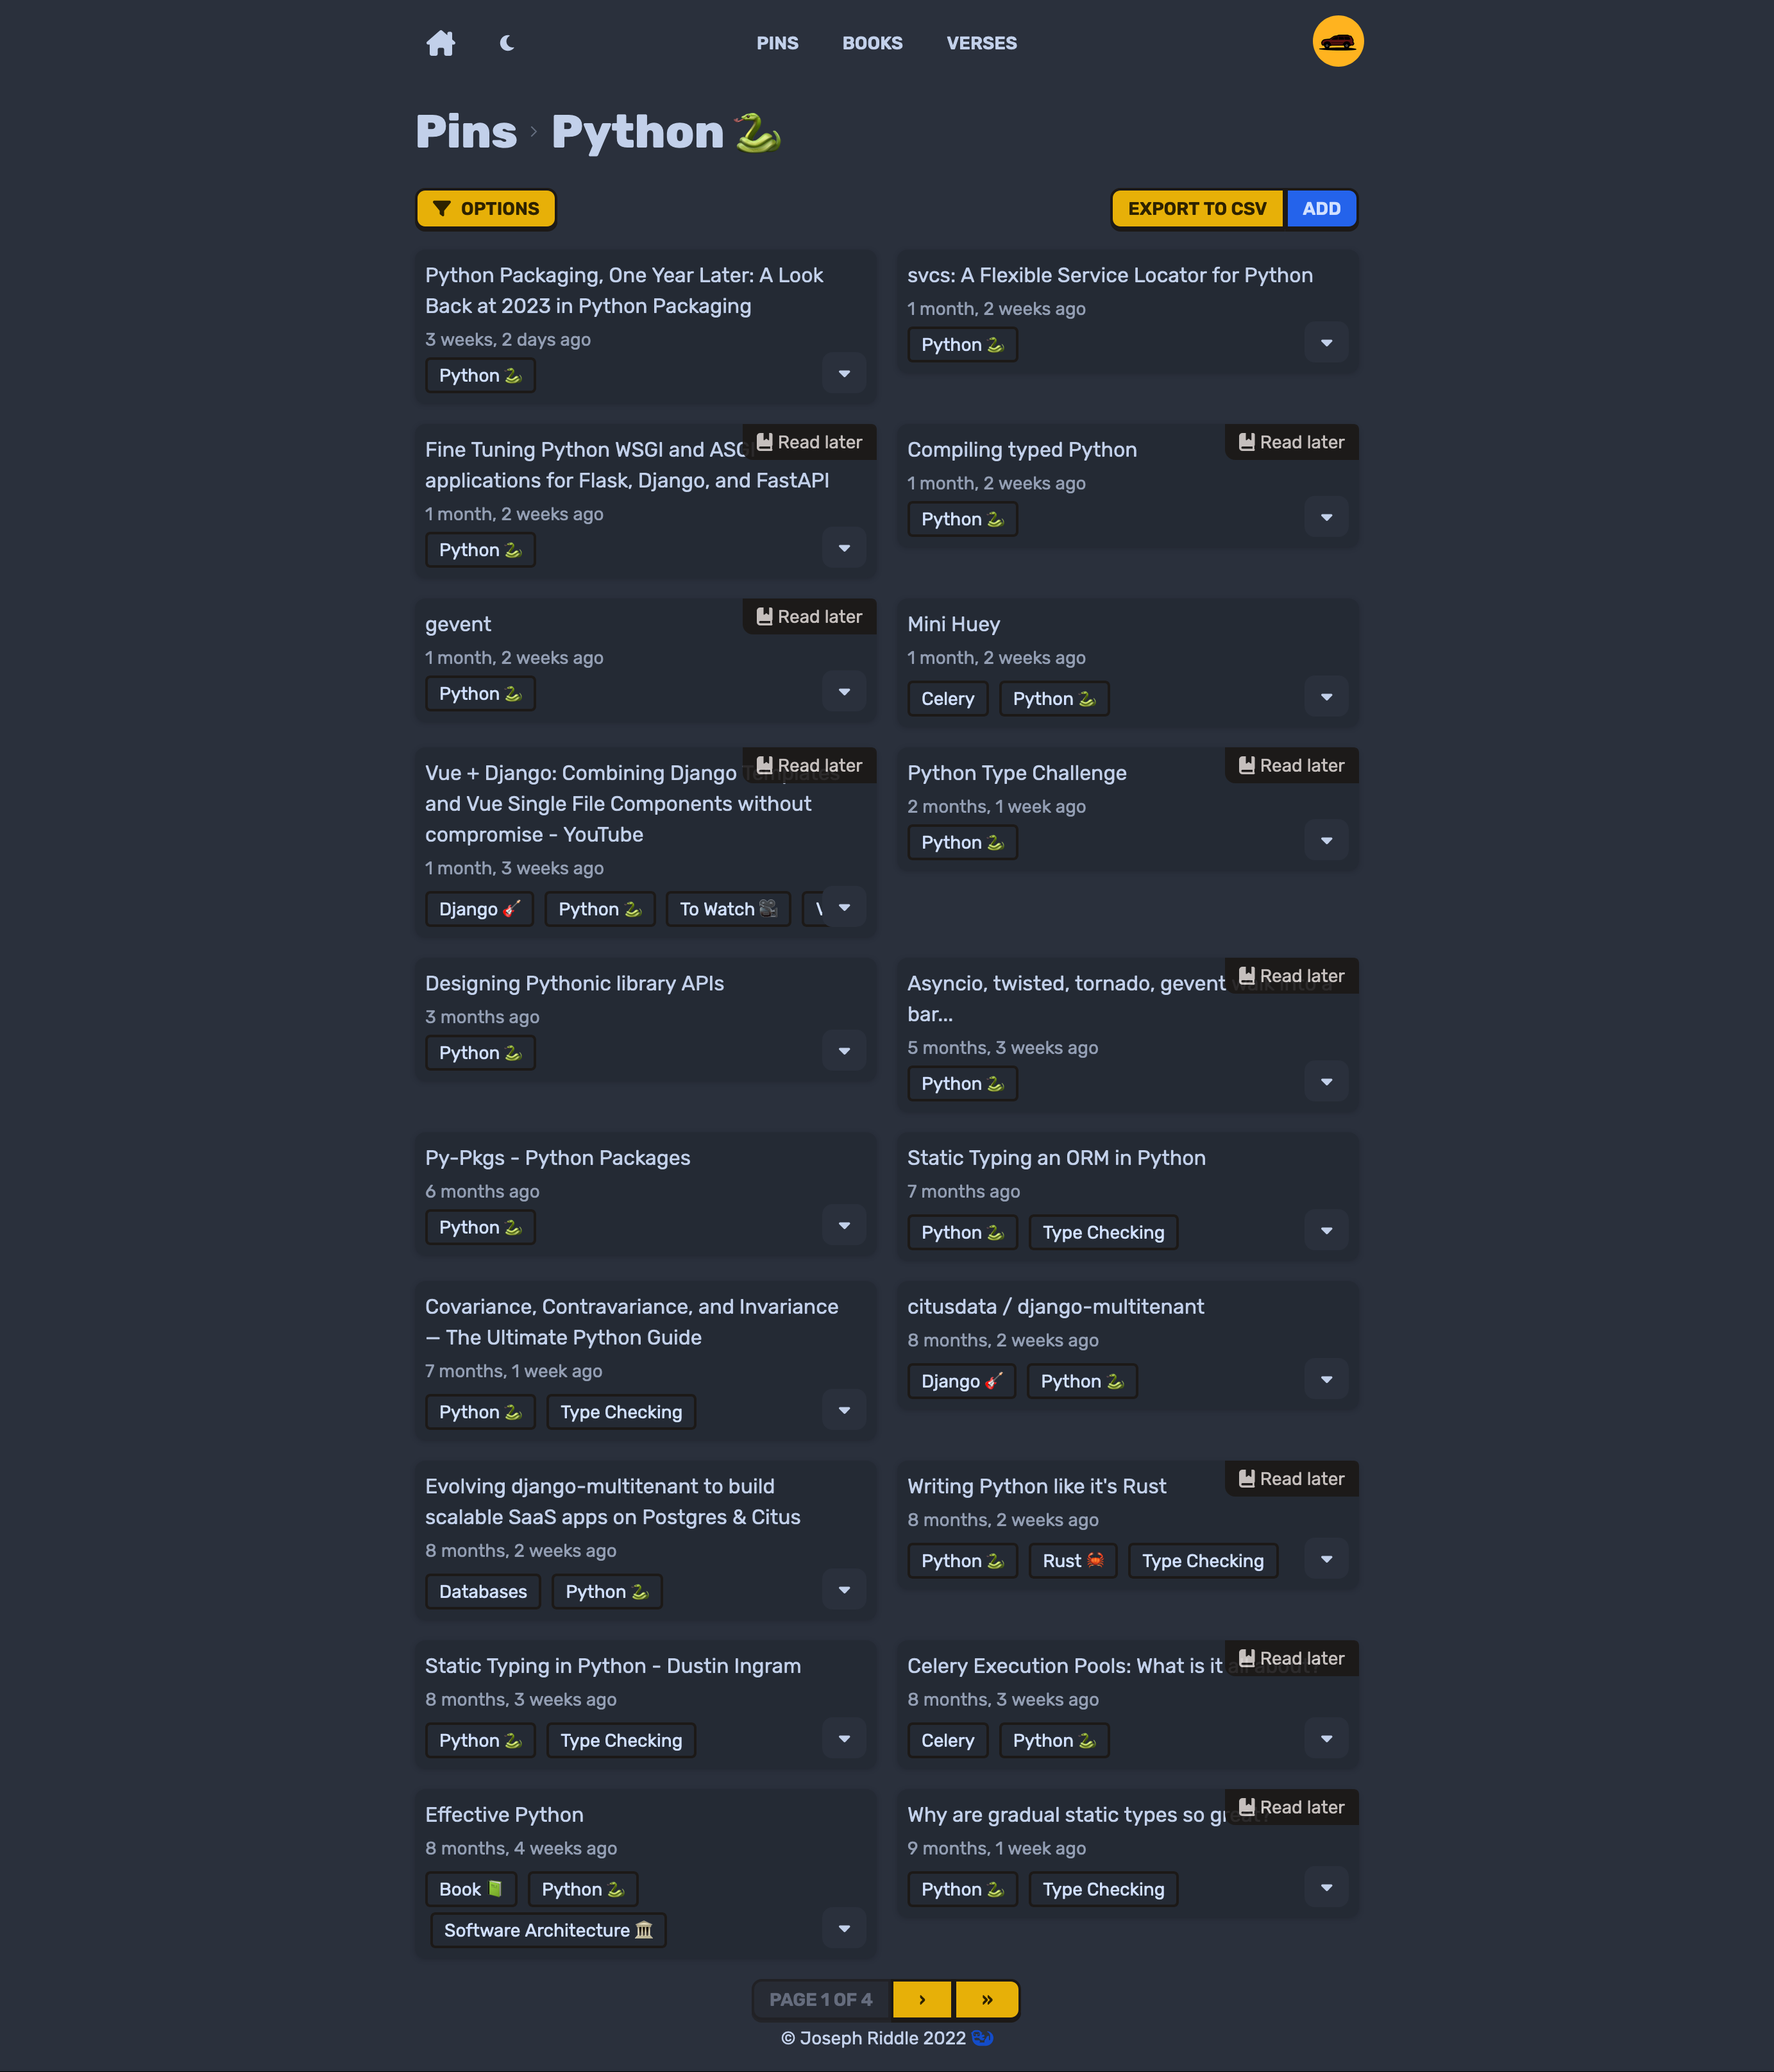 PINS BOOKS VERSES
Pins › Python
OPTIONS
EXPORT TO CSV ADD
Python Packaging, One Year Later: A Look
Back at 2023 in Python Packaging
3 weeks, 2 days ago
Python
svcs: A Flexible Service Locator for Python
1 month, 2 weeks ago
Python
Read later
Fine Tuning Python WSGI and ASGI
applications for Flask, Django, and FastAPI
1 month, 2 weeks ago
Python
Read later
Compiling typed Python
1 month, 2 weeks ago
Python
Read later
gevent
1 month, 2 weeks ago
Python
Mini Huey
1 month, 2 weeks ago
Celery Python
Read later
Vue + Django: Combining Django Templates
and Vue Single File Components without
compromise - YouTube
1 month, 3 weeks ago
Django Python To Watch
Read later
Python Type Challenge
2 months, 1 week ago
Python
Designing Pythonic library APIs
3 months ago
Python
Read later
Asyncio, twisted, tornado, gevent walk into a
bar...
5 months, 3 weeks ago
Python
Py-Pkgs - Python Packages
6 months ago
Python
Static Typing an ORM in Python
7 months ago
Python Type Checking
Covariance, Contravariance, and Invariance
— The Ultimate Python Guide
7 months, 1 week ago
Python Type Checking
citusdata / django-multitenant
8 months, 2 weeks ago
Django Python
Evolving django-multitenant to build
scalable SaaS apps on Postgres & Citus
8 months, 2 weeks ago
Databases Python
Read later
Writing Python like it's Rust
8 months, 2 weeks ago
Python Rust Type Checking
Static Typing in Python - Dustin Ingram
8 months, 3 weeks ago
Python Type Checking
Read later
Celery Execution Pools: What is it all about?
8 months, 3 weeks ago
Celery Python
Effective Python
8 months, 4 weeks ago
Book Python
Software Architecture
Read later
Why are gradual static types so great?
9 months, 1 week ago
Python Type Checking
PAGE 1 OF 4 › »
© Joseph Riddle 2022